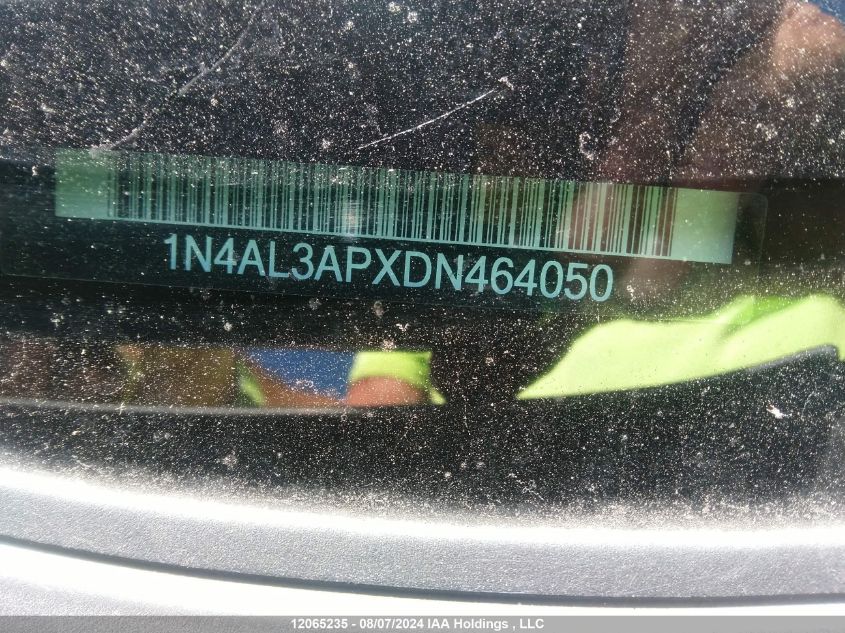 1N4AL3APXDN464050
12065235 - 08/07/2024 IAA Holdings , LLC